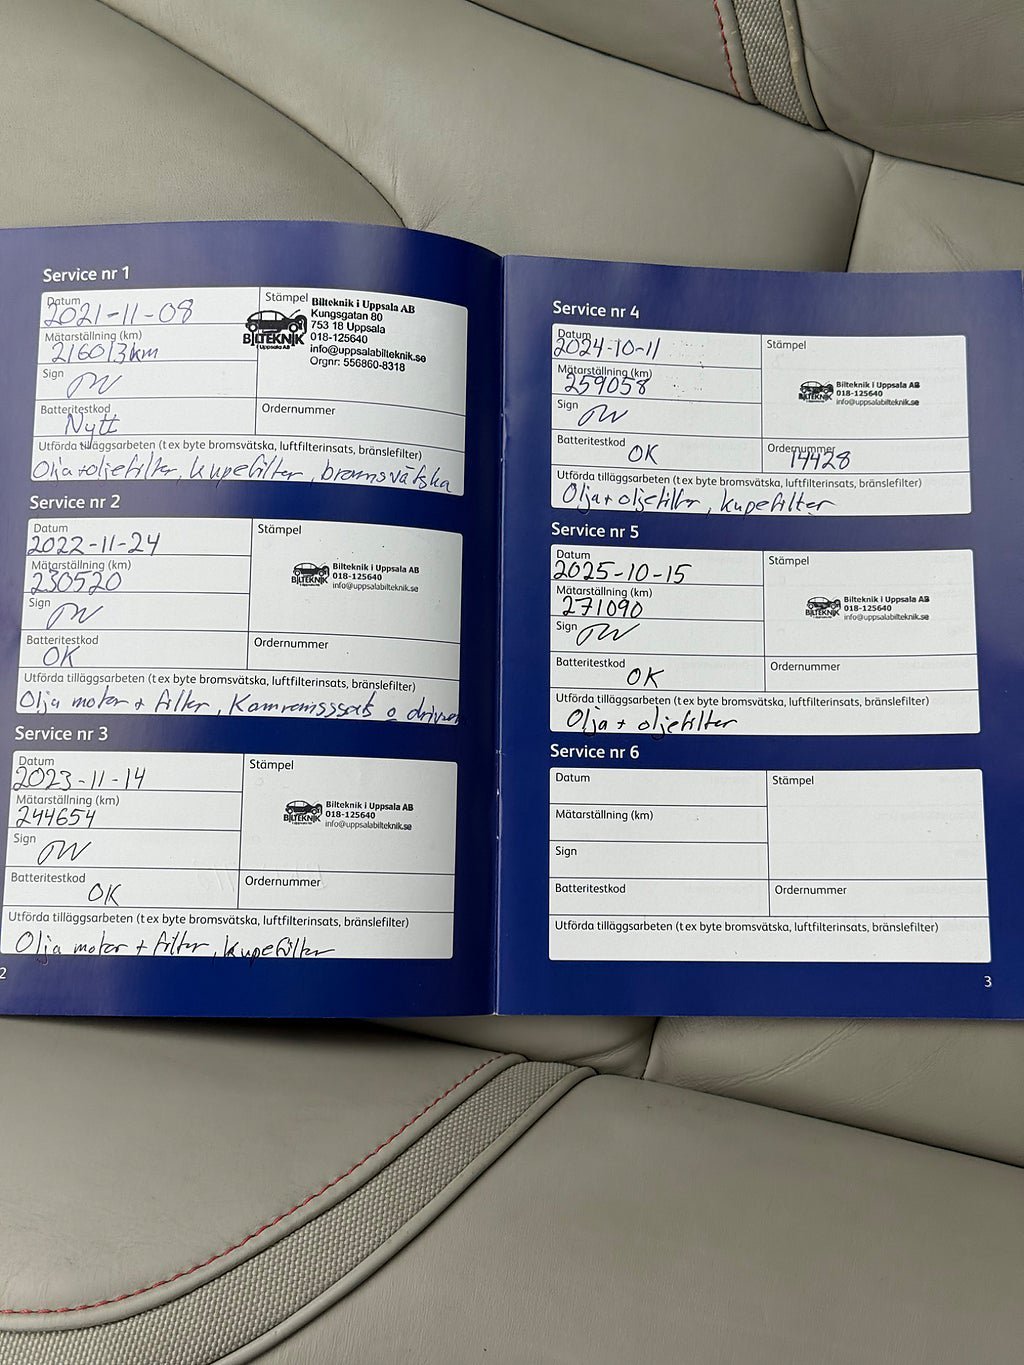 Service nr 1
Datum
2021-11-08
Mätarställning (km)
216013km
Sign
Batteritestkod
Nytt
Stämpel
BILTEKNIK
i Uppsala AB
Bilteknik i Uppsala AB
Kungsgatan 80
753 18 Uppsala
018-125640
info@uppsalabilteknik.se
Orgnr: 556860-8318
Ordernummer
Utförda tilläggsarbeten (t ex byte bromsvätska, luftfilterinsats, bränslefilter)
Olja + oljefilter, kupefilter, bromsvätska
Service nr 2
Datum
2022-11-24
Mätarställning (km)
230520
Sign
Batteritestkod
OK
Stämpel
BILTEKNIK
Bilteknik i Uppsala AB
018-125640
info@uppsalabilteknik.se
Ordernummer
Utförda tilläggsarbeten (t ex byte bromsvätska, luftfilterinsats, bränslefilter)
Olja motor + filter, Kamremssats o
Service nr 3
Datum
2023-11-14
Mätarställning (km)
244654
Sign
Batteritestkod
OK
Stämpel
BILTEKNIK
Bilteknik i Uppsala AB
018-125640
info@uppsalabilteknik.se
Ordernummer
Utförda tilläggsarbeten (t ex byte bromsvätska, luftfilterinsats, bränslefilter)
Olja motor + filter, kupefilter
2
Service nr 4
Datum
2024-10-11
Mätarställning (km)
259058
Sign
Batteritestkod
OK
Stämpel
BILTEKNIK
Bilteknik i Uppsala AB
018-125640
info@uppsalabilteknik.se
Ordernummer
14428
Utförda tilläggsarbeten (t ex byte bromsvätska, luftfilterinsats, bränslefilter)
Olja + oljefilter, kupefilter
Service nr 5
Datum
2025-10-15
Mätarställning (km)
271090
Sign
Batteritestkod
OK
Stämpel
BILTEKNIK
Bilteknik i Uppsala AB
018-125640
info@uppsalabilteknik.se
Ordernummer
Utförda tilläggsarbeten (t ex byte bromsvätska, luftfilterinsats, bränslefilter)
Olja + oljefilter
Service nr 6
Datum
Mätarställning (km)
Sign
Batteritestkod
Stämpel
Ordernummer
Utförda tilläggsarbeten (t ex byte bromsvätska, luftfilterinsats, bränslefilter)
3